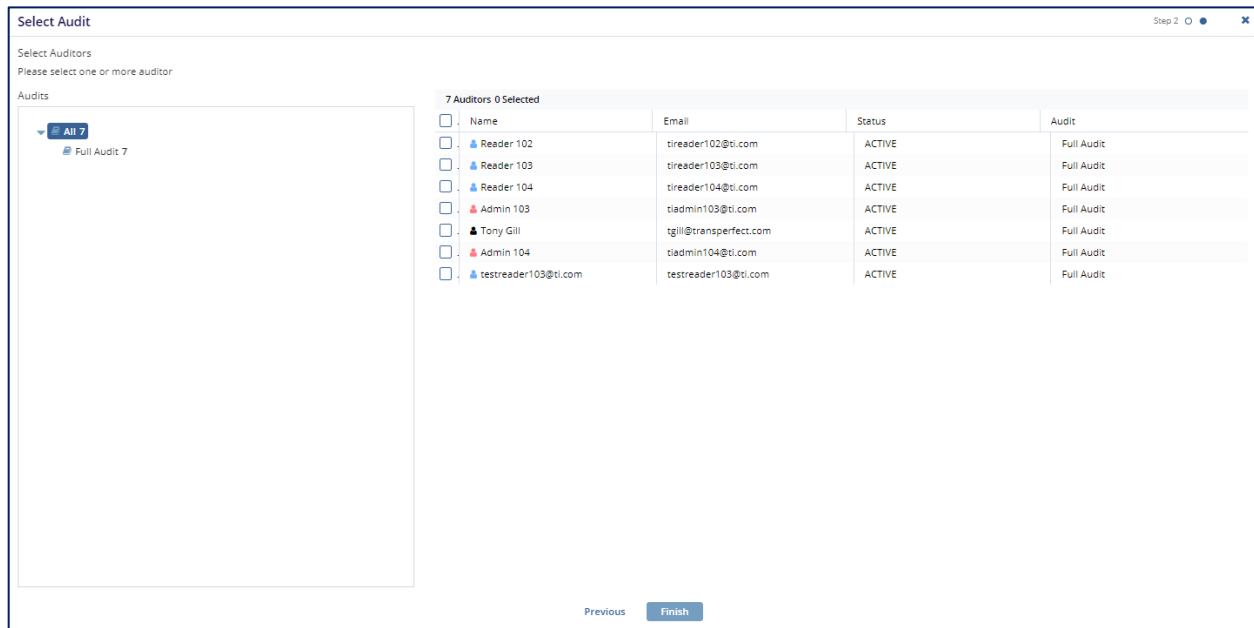 Select Audit
Step 2
Select Auditors
Please select one or more auditor
Audits
All 7
Full Audit 7
7 Auditors 0 Selected
Name Email Status Audit
Reader 102 tireader102@ti.com ACTIVE Full Audit
Reader 103 tireader103@ti.com ACTIVE Full Audit
Reader 104 tireader104@ti.com ACTIVE Full Audit
Admin 103 tiadmin103@ti.com ACTIVE Full Audit
Tony Gill tgill@transperfect.com ACTIVE Full Audit
Admin 104 tiadmin104@ti.com ACTIVE Full Audit
testreader103@ti.com testreader103@ti.com ACTIVE Full Audit
Previous Finish